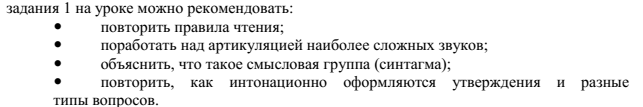 задания 1 на уроке можно рекомендовать:
• повторить правила чтения;
• поработать над артикуляцией наиболее сложных звуков;
• объяснить, что такое смысловая группа (синтагма);
• повторить, как интонационно оформляются утверждения и разные
типы вопросов.